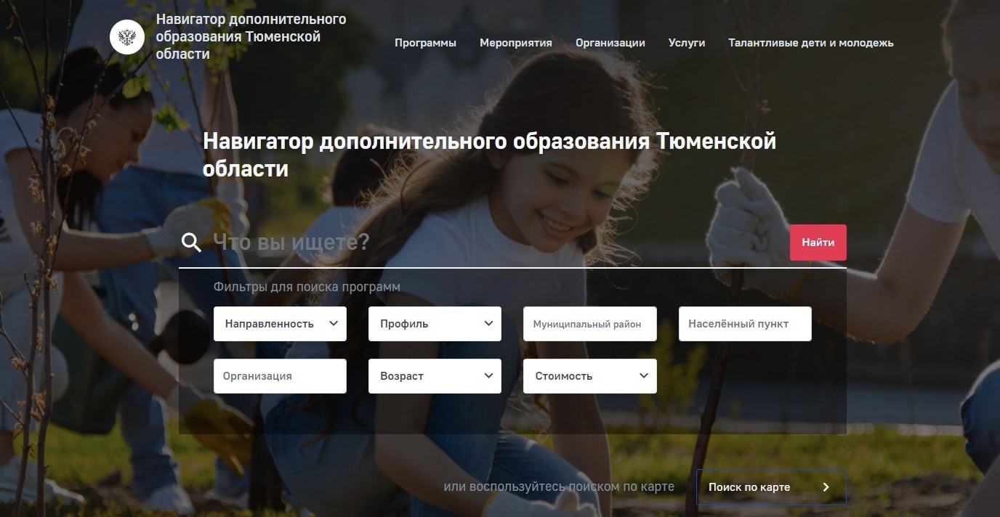 Навигатор дополнительного
образования Тюменской
области
Программы Мероприятия Организации Услуги Талантливые дети и молодежь
Навигатор дополнительного образования Тюменской
области
Что вы ищете? Найти
Фильтры для поиска программ
Направленность Профиль Муниципальный район Населённый пункт
Организация Возраст Стоимость
или воспользуйтесь поиском по карте Поиск по карте